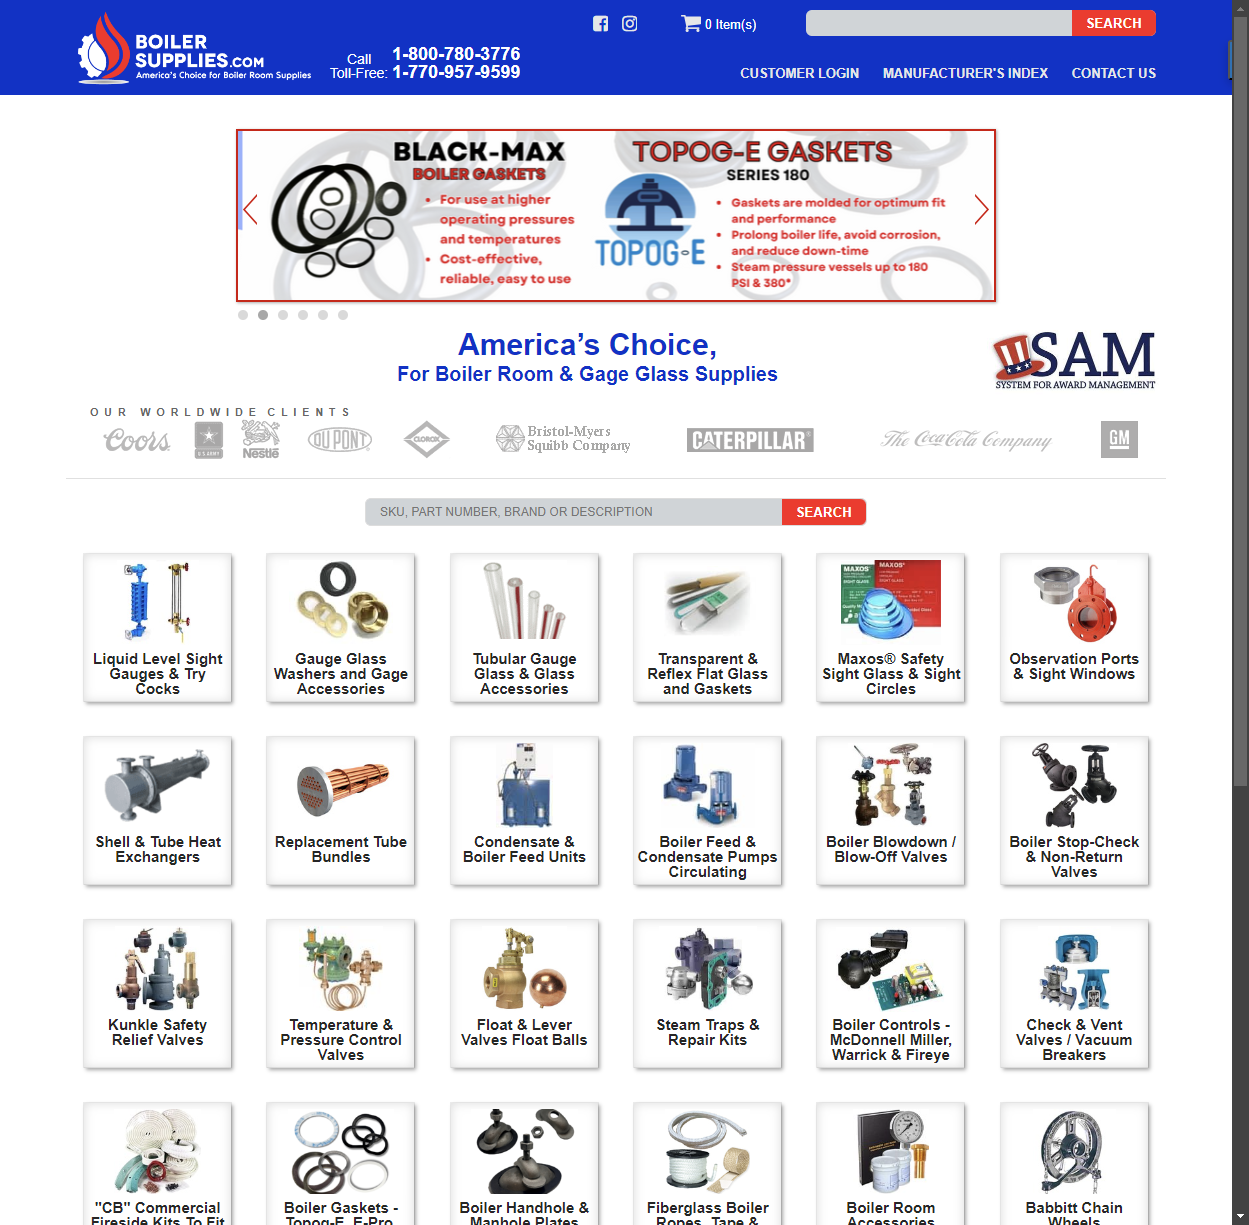 BOILER
SUPPLIES.COM
America's Choice for Boiler Room Supplies
Call 1-800-780-3776
Toll-Free: 1-770-957-9599
0 Item(s)
SEARCH
CUSTOMER LOGIN
MANUFACTURER'S INDEX
CONTACT US
BLACK-MAX
BOILER GASKETS
• For use at higher
operating pressures
and temperatures
• Cost-effective,
reliable, easy to use
TOPOG-E GASKETS
SERIES 180
TOPOG-E
• Gaskets are molded for optimum fit
and performance
• Prolong boiler life, avoid corrosion,
and reduce down-time
• Steam pressure vessels up to 180
PSI & 380°
America's Choice,
For Boiler Room & Gage Glass Supplies
SAM
SYSTEM FOR AWARD MANAGEMENT
OUR WORLDWIDE CLIENTS
Coors
U.S. ARMY
Nestlē
DU PONT
CLOROX
Bristol-Myers
Squibb Company
CATERPILLAR
The Coca-Cola Company
GM
SKU, PART NUMBER, BRAND OR DESCRIPTION
SEARCH
Liquid Level Sight
Gauges & Try
Cocks
Gauge Glass
Washers and Gage
Accessories
Tubular Gauge
Glass & Glass
Accessories
Transparent &
Reflex Flat Glass
and Gaskets
MAXOS
MAXOS
SIGHT GLASS
Maxos® Safety
Sight Glass & Sight
Circles
Observation Ports
& Sight Windows
Shell & Tube Heat
Exchangers
Replacement Tube
Bundles
Condensate &
Boiler Feed Units
Boiler Feed &
Condensate Pumps
Circulating
Boiler Blowdown /
Blow-Off Valves
Boiler Stop-Check
& Non-Return
Valves
Kunkle Safety
Relief Valves
Temperature &
Pressure Control
Valves
Float & Lever
Valves Float Balls
Steam Traps &
Repair Kits
Boiler Controls -
McDonnell Miller,
Warrick & Fireye
Check & Vent
Valves / Vacuum
Breakers
"CB" Commercial
Fireside Kits To Fit
Boiler Gaskets -
Topog-E, E-Pro
Boiler Handhole &
Manhole Plates
Fiberglass Boiler
Ropes, Tape &
Boiler Room
Accessories
Babbitt Chain
Wheels